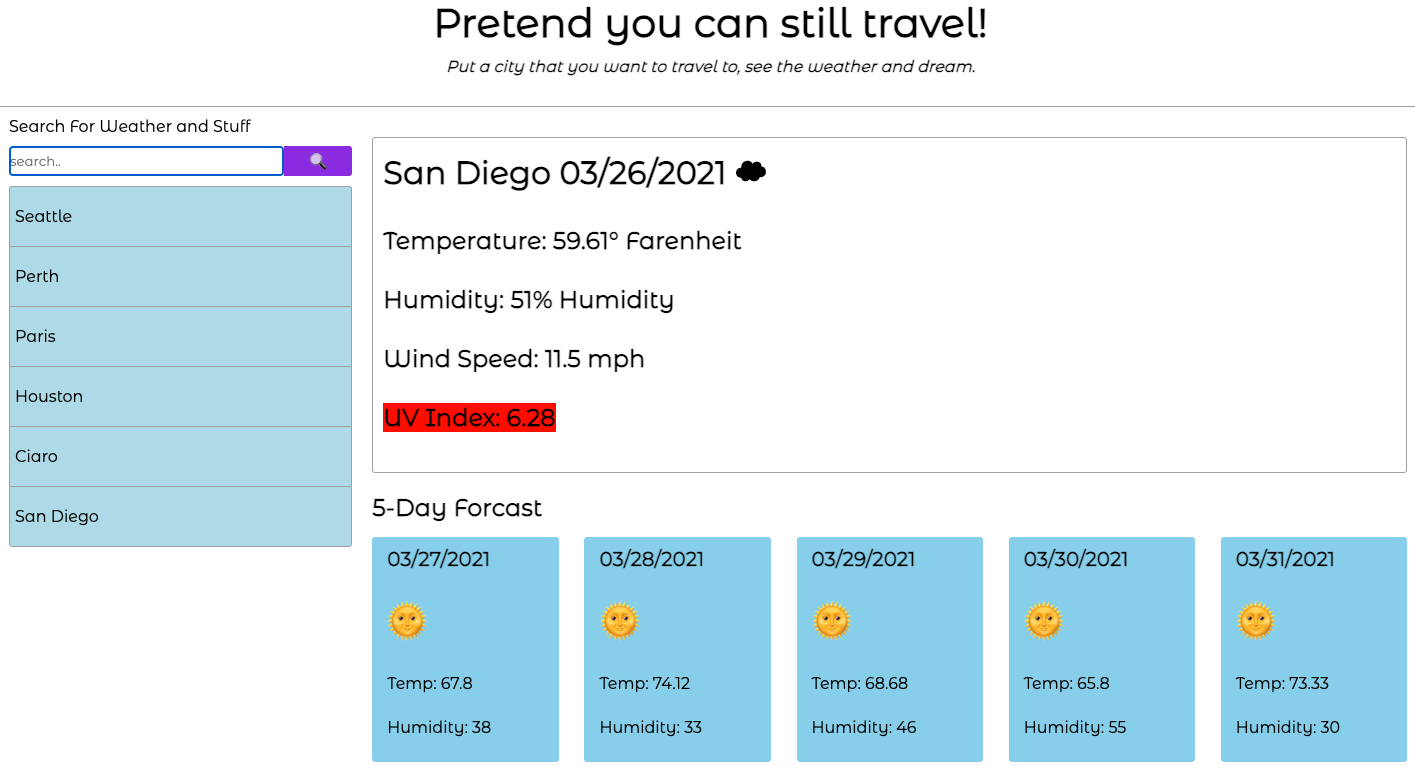 Pretend you can still travel!
Put a city that you want to travel to, see the weather and dream.
Search For Weather and Stuff
search..
Seattle
Perth
Paris
Houston
Ciaro
San Diego
San Diego 03/26/2021
Temperature: 59.61° Farenheit
Humidity: 51% Humidity
Wind Speed: 11.5 mph
UV Index: 6.28
5-Day Forcast
03/27/2021
Temp: 67.8
Humidity: 38
03/28/2021
Temp: 74.12
Humidity: 33
03/29/2021
Temp: 68.68
Humidity: 46
03/30/2021
Temp: 65.8
Humidity: 55
03/31/2021
Temp: 73.33
Humidity: 30